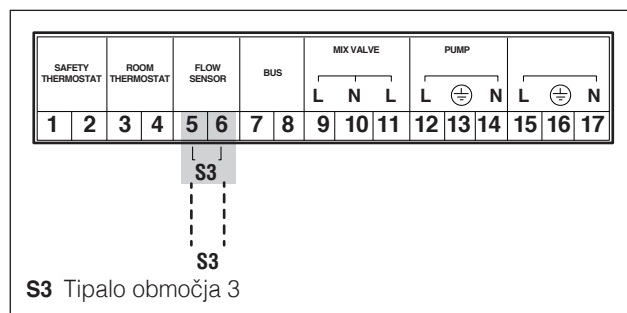 SAFETY THERMOSTAT ROOM THERMOSTAT FLOW SENSOR BUS MIX VALVE PUMP
L N L L N L N
1 2 3 4 5 6 7 8 9 10 11 12 13 14 15 16 17
S3
S3
S3 Tipalo območja 3